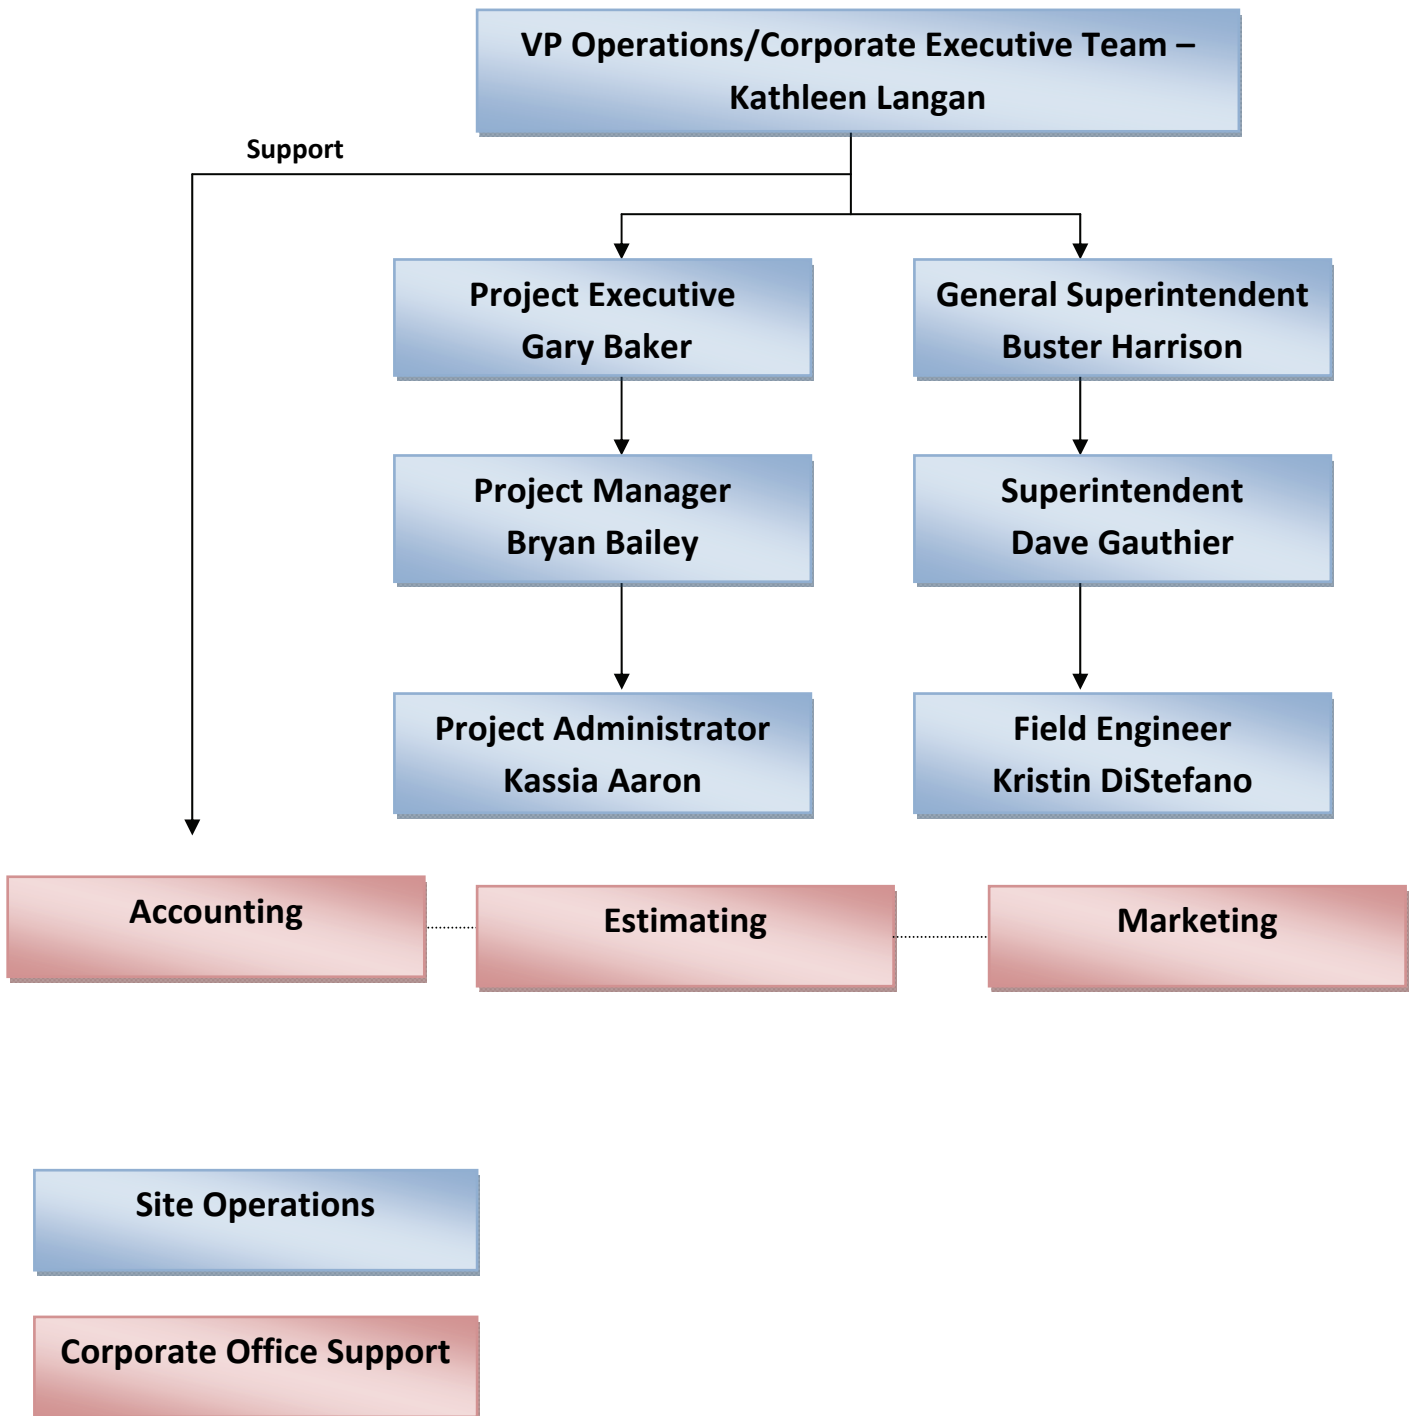 VP Operations/Corporate Executive Team –
Kathleen Langan
Support
Project Executive
Gary Baker
General Superintendent
Buster Harrison
Project Manager
Bryan Bailey
Superintendent
Dave Gauthier
Project Administrator
Kassia Aaron
Field Engineer
Kristin DiStefano
Accounting
Estimating
Marketing
Site Operations
Corporate Office Support